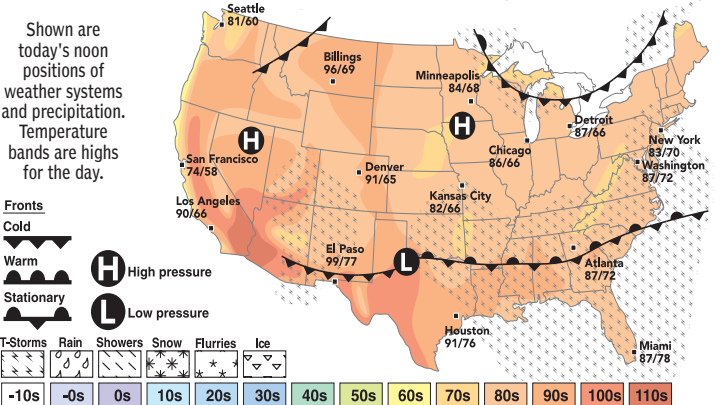 Shown are
today's noon
positions of
weather systems
and precipitation.
Temperature
bands are highs
for the day.
Fronts
Cold
Warm
Stationary
H High pressure
L Low pressure
Seattle
81/60
Billings
96/69
Minneapolis
84/68
Detroit
87/66
New York
83/70
Washington
87/72
Chicago
86/66
H
H
San Francisco
74/58
Denver
91/65
Kansas City
82/66
Los Angeles
90/66
El Paso
99/77
L
Atlanta
87/72
Houston
91/76
Miami
87/78
T-Storms Rain Showers Snow Flurries Ice
-10s -0s 0s 10s 20s 30s 40s 50s 60s 70s 80s 90s 100s 110s